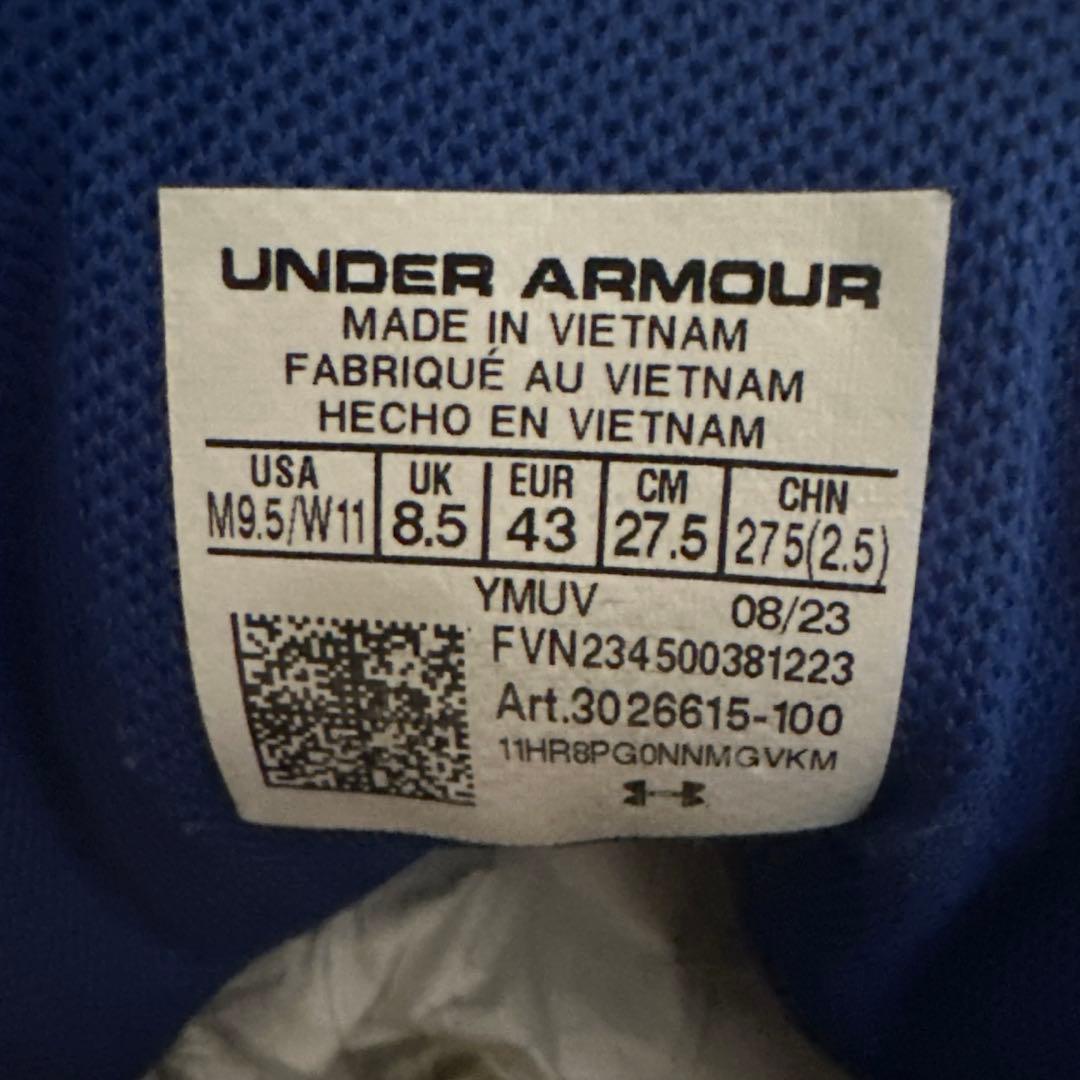 UNDER ARMOUR
MADE IN VIETNAM
FABRIQUÉ AU VIETNAM
HECHO EN VIETNAM
USA UK EUR CM CHN
M9.5/W11 8.5 43 27.5 275(2.5)
YMUV 08/23
FVN234500381223
Art.3026615-100
11HR8PG0NNMGVKM